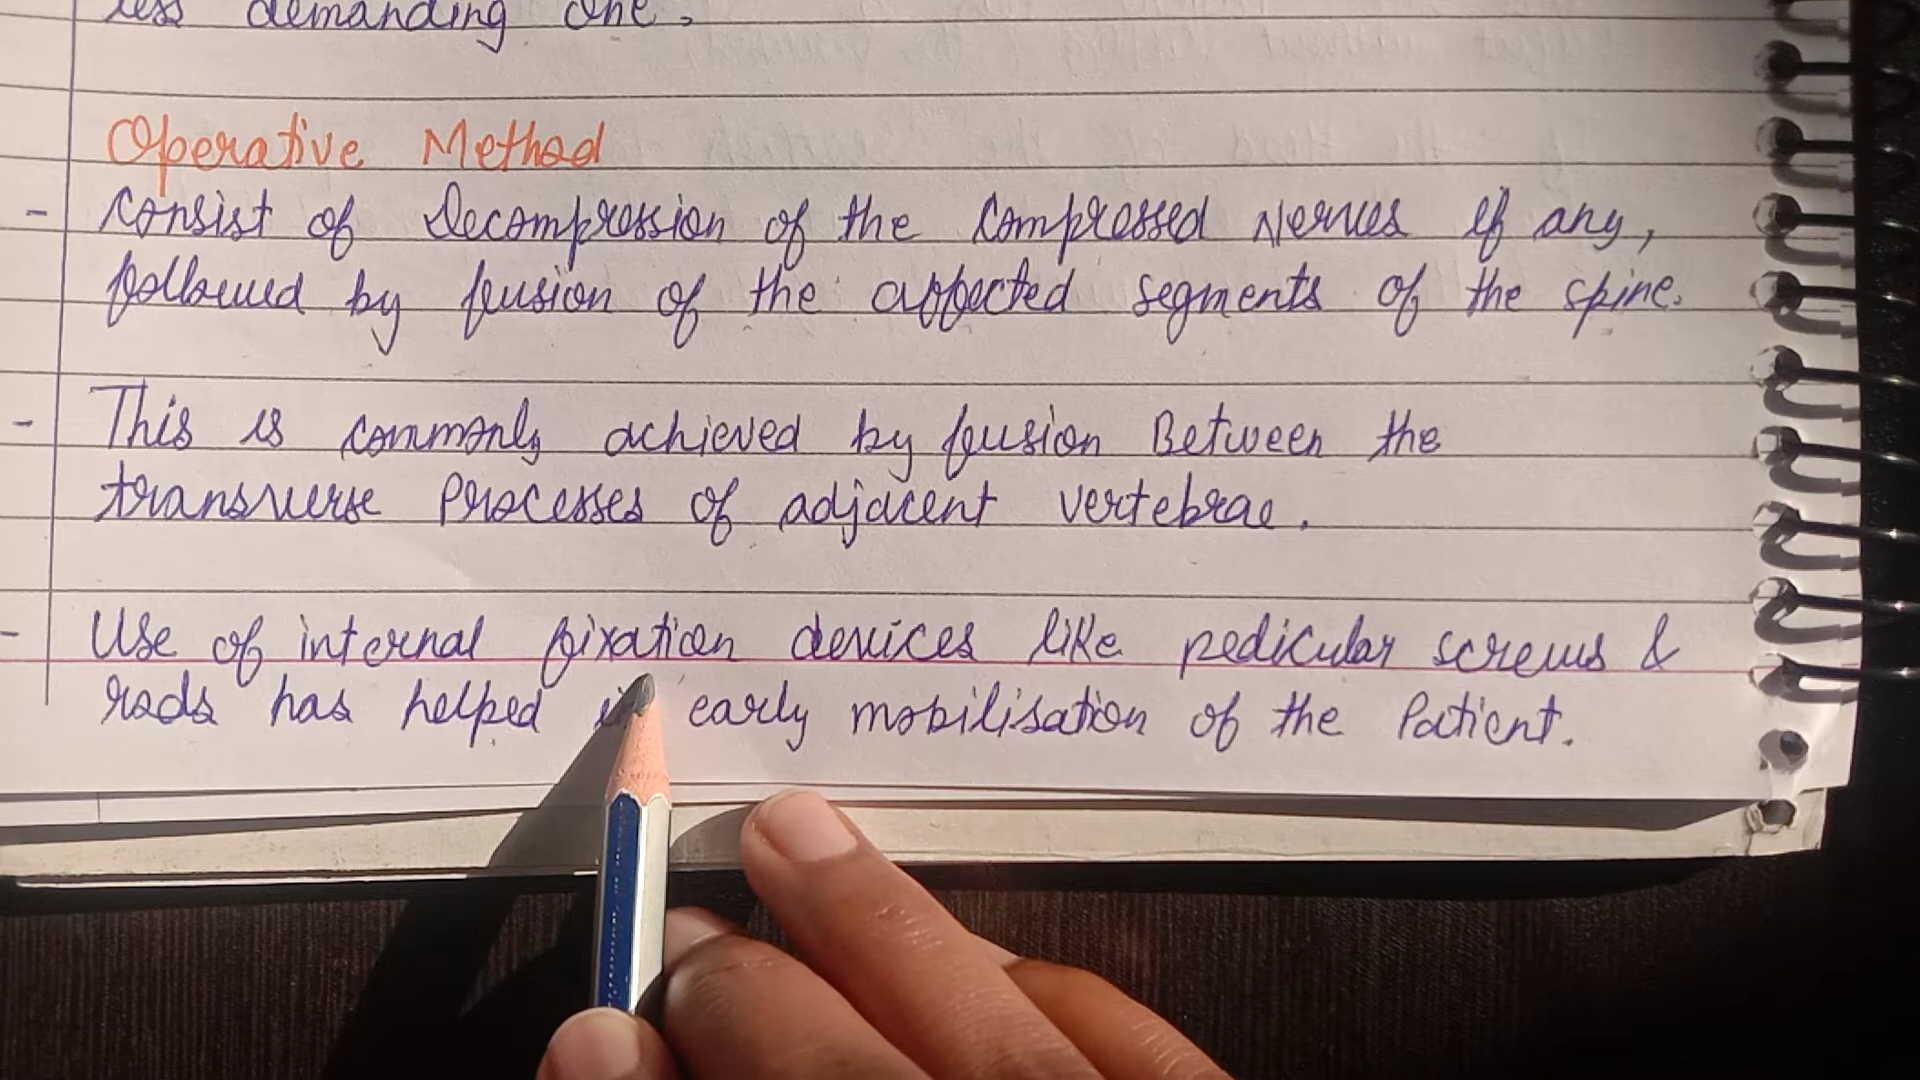 less demanding one.
Operative Method
- consist of Decompression of the compressed Nerves if any,
followed by fusion of the affected segments of the spine.
- This is commonly achieved by fusion Between the
transverse Processes of adjacent vertebrae.
- Use of internal fixation devices like pedicular screws &
rods has helped in early mobilisation of the Patient.